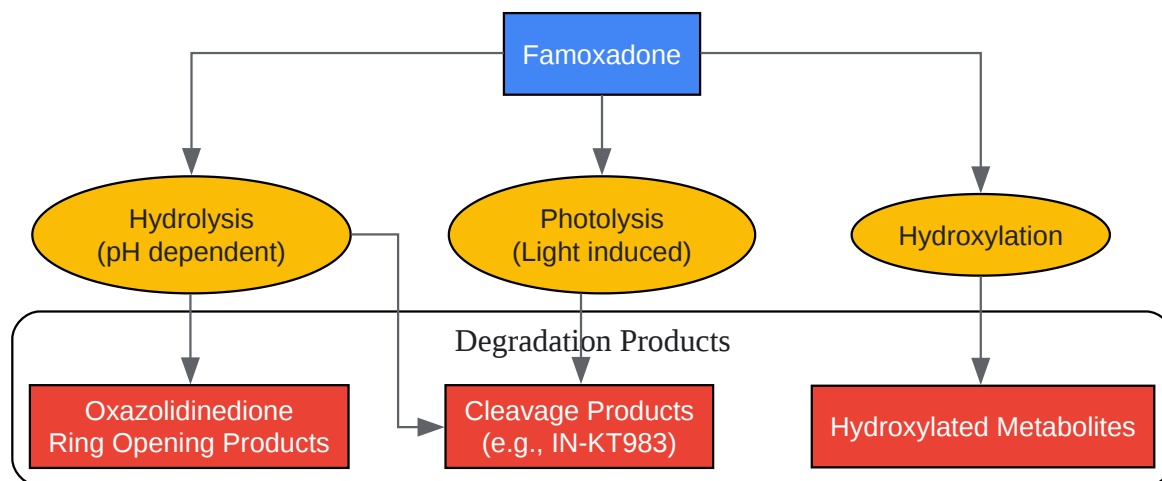 Famoxadone
Hydrolysis
(pH dependent)
Photolysis
(Light induced)
Hydroxylation
Degradation Products
Oxazolidinedione
Ring Opening Products
Cleavage Products
(e.g., IN-KT983)
Hydroxylated Metabolites